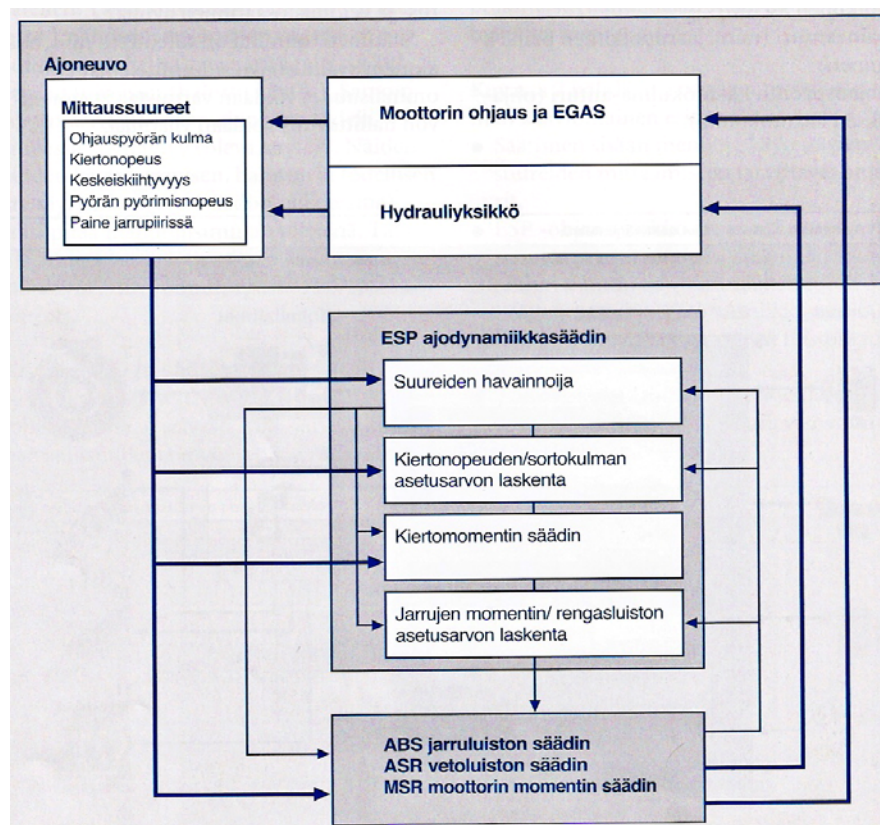 Ajoneuvo
Mittaussuureet
Ohjauspyörän kulma
Kiertonopeus
Keskeiskiihtyvyys
Pyörän pyörimisnopeus
Paine jarrupiirissä
Moottorin ohjaus ja EGAS
Hydrauliyksikkö
ESP ajodynamiikkasäädin
Suureiden havainnoija
Kiertonopeuden/sortokulman
asetusarvon laskenta
Kiertomomentin säädin
Jarrujen momentin/ rengasluiston
asetusarvon laskenta
ABS jarruluiston säädin
ASR vetoluiston säädin
MSR moottorin momentin säädin